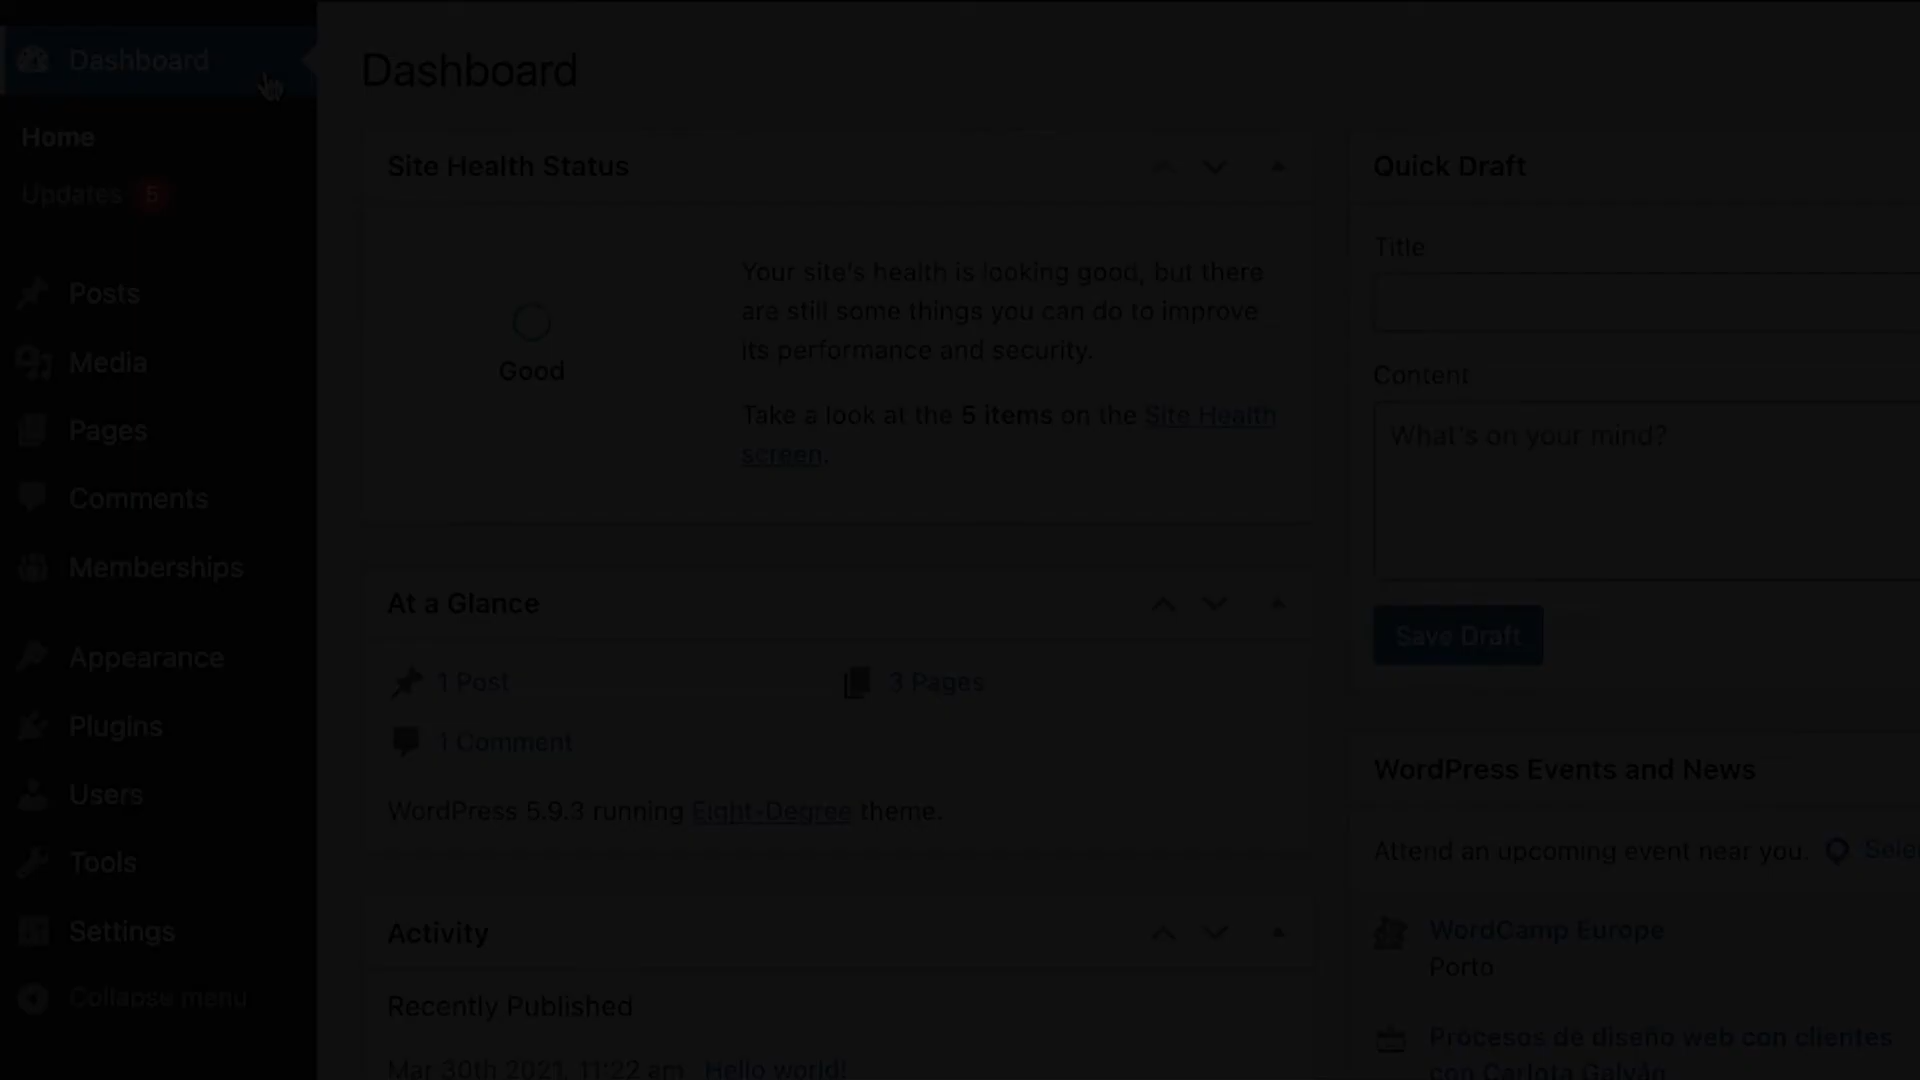 Dashboard
Home
Updates 5
Posts
Media
Pages
Comments
Memberships
Appearance
Plugins
Users
Tools
Settings
Collapse menu
Dashboard
Site Health Status
Good
Your site's health is looking good, but there
are still some things you can do to improve
its performance and security.
Take a look at the 5 items on the Site Health
screen.
At a Glance
1 Post
3 Pages
1 Comment
WordPress 5.9.3 running Eight-Degree theme.
Activity
Recently Published
Mar 30th 2021, 11:22 am Hello world!
Quick Draft
Title
Content
What's on your mind?
Save Draft
WordPress Events and News
Attend an upcoming event near you.
WordCamp Europe
Porto
Procesos de diseño web con clientes
con Carlota Galván